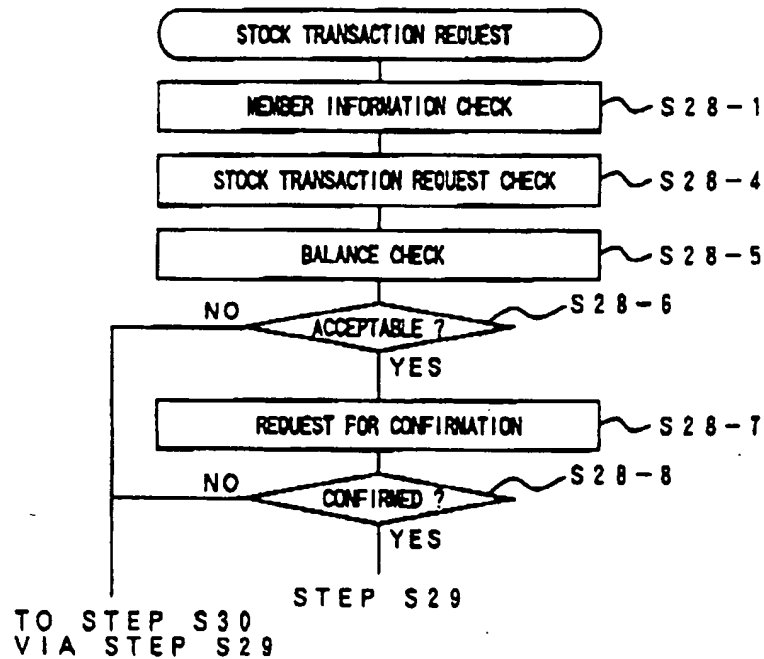 STOCK TRANSACTION REQUEST
MEMBER INFORMATION CHECK
S28-1
STOCK TRANSACTION REQUEST CHECK
S28-4
BALANCE CHECK
S28-5
S28-6
NO
ACCEPTABLE ?
YES
REQUEST FOR CONFIRMATION
S28-7
S28-8
NO
CONFIRMED ?
YES
STEP S29
TO STEP S30
VIA STEP S29